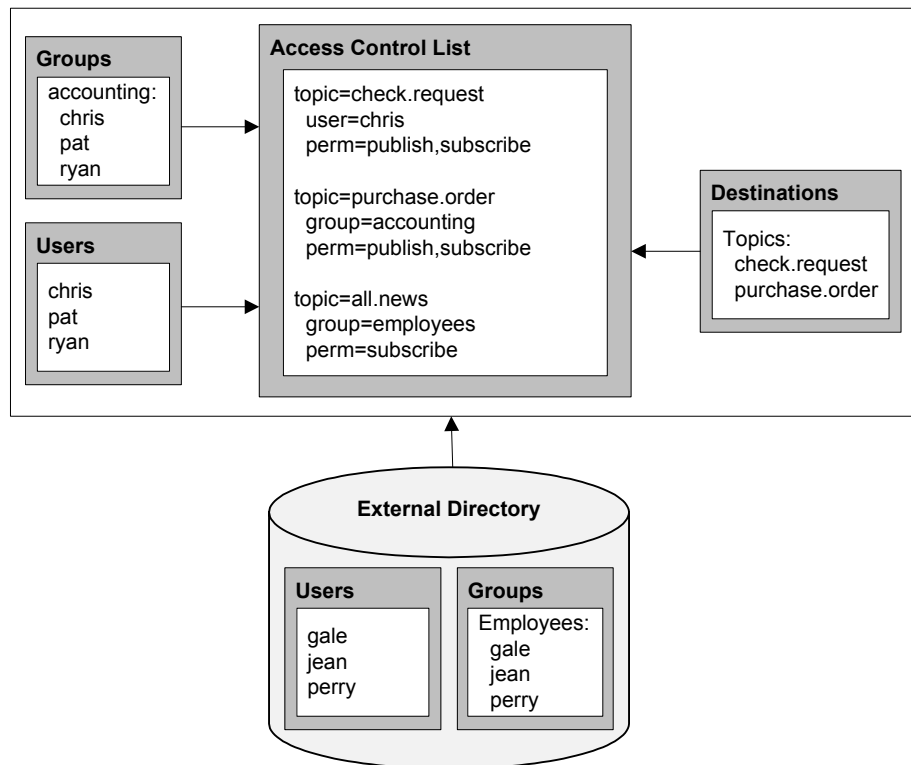 Groups
accounting:
chris
pat
ryan
Users
chris
pat
ryan
Access Control List
topic=check.request
user=chris
perm=publish,subscribe
topic=purchase.order
group=accounting
perm=publish,subscribe
topic=all.news
group=employees
perm=subscribe
Destinations
Topics:
check.request
purchase.order
External Directory
Users
gale
jean
perry
Groups
Employees:
gale
jean
perry